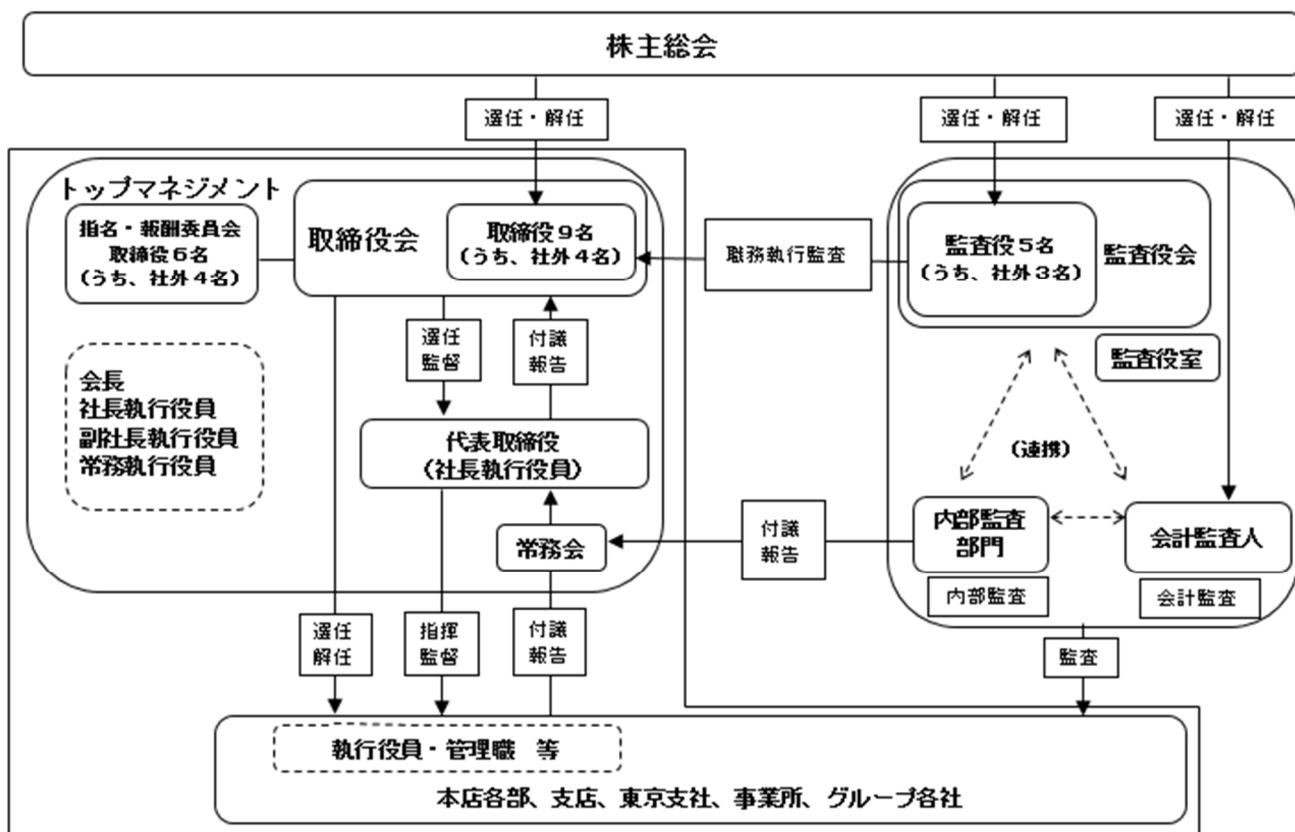 株主総会
選任・解任
選任・解任
選任・解任
トップマネジメント
指名・報酬委員会
取締役6名
(うち、社外4名)
取締役会
取締役9名
(うち、社外4名)
職務執行監査
監査役5名
(うち、社外3名)
監査役会
監査役室
選任
監督
付議
報告
会長
社長執行役員
副社長執行役員
常務執行役員
代表取締役
(社長執行役員)
(連携)
常務会
付議
報告
内部監査
部門
会計監査人
内部監査
会計監査
選任
解任
指揮
監督
付議
報告
監査
執行役員・管理職 等
本店各部、支店、東京支社、事業所、グループ各社